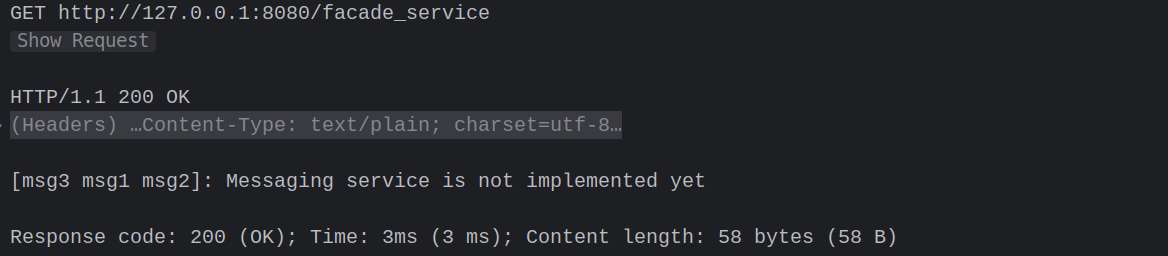 GET http://127.0.0.1:8080/facade_service
Show Request
HTTP/1.1 200 OK
(Headers) …Content-Type: text/plain; charset=utf-8…
[msg3 msg1 msg2]: Messaging service is not implemented yet
Response code: 200 (OK); Time: 3ms (3 ms); Content length: 58 bytes (58 B)